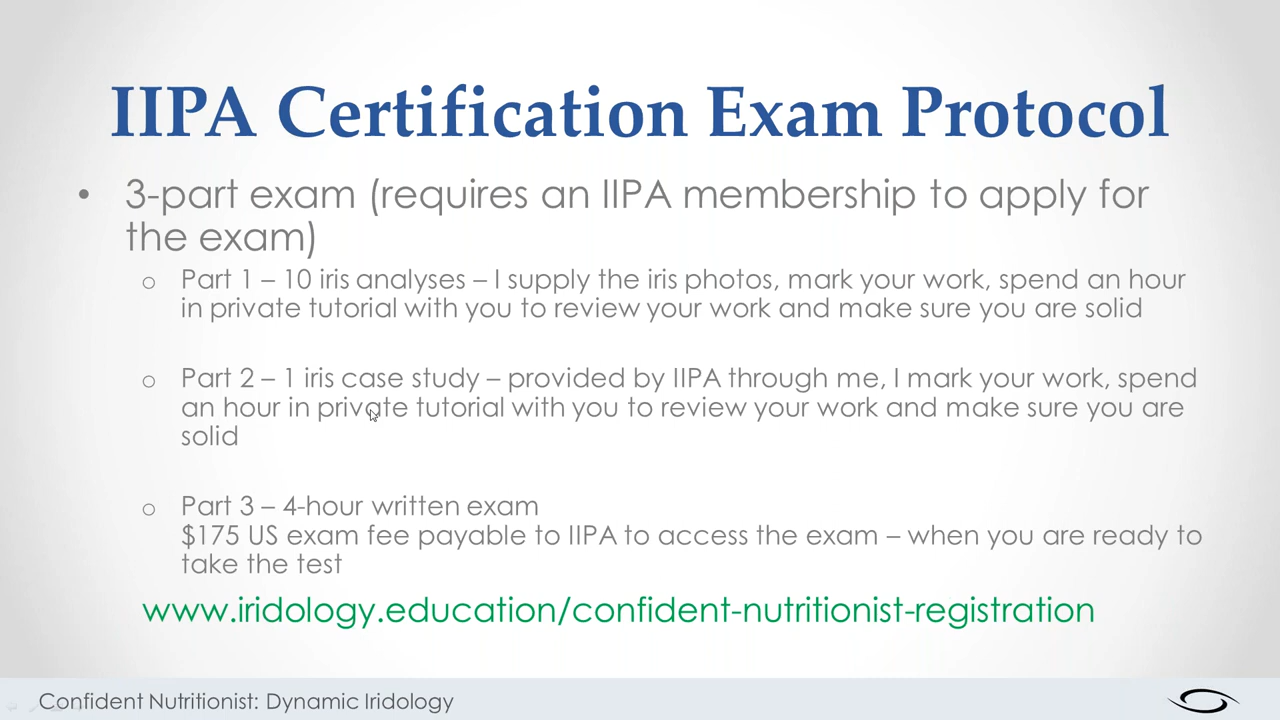 IIPA Certification Exam Protocol
• 3-part exam (requires an IIPA membership to apply for
the exam)
o Part 1 – 10 iris analyses – I supply the iris photos, mark your work, spend an hour
in private tutorial with you to review your work and make sure you are solid
o Part 2 – 1 iris case study – provided by IIPA through me, I mark your work, spend
an hour in private tutorial with you to review your work and make sure you are
solid
o Part 3 – 4-hour written exam
$175 US exam fee payable to IIPA to access the exam – when you are ready to
take the test
www.iridology.education/confident-nutritionist-registration
Confident Nutritionist: Dynamic Iridology